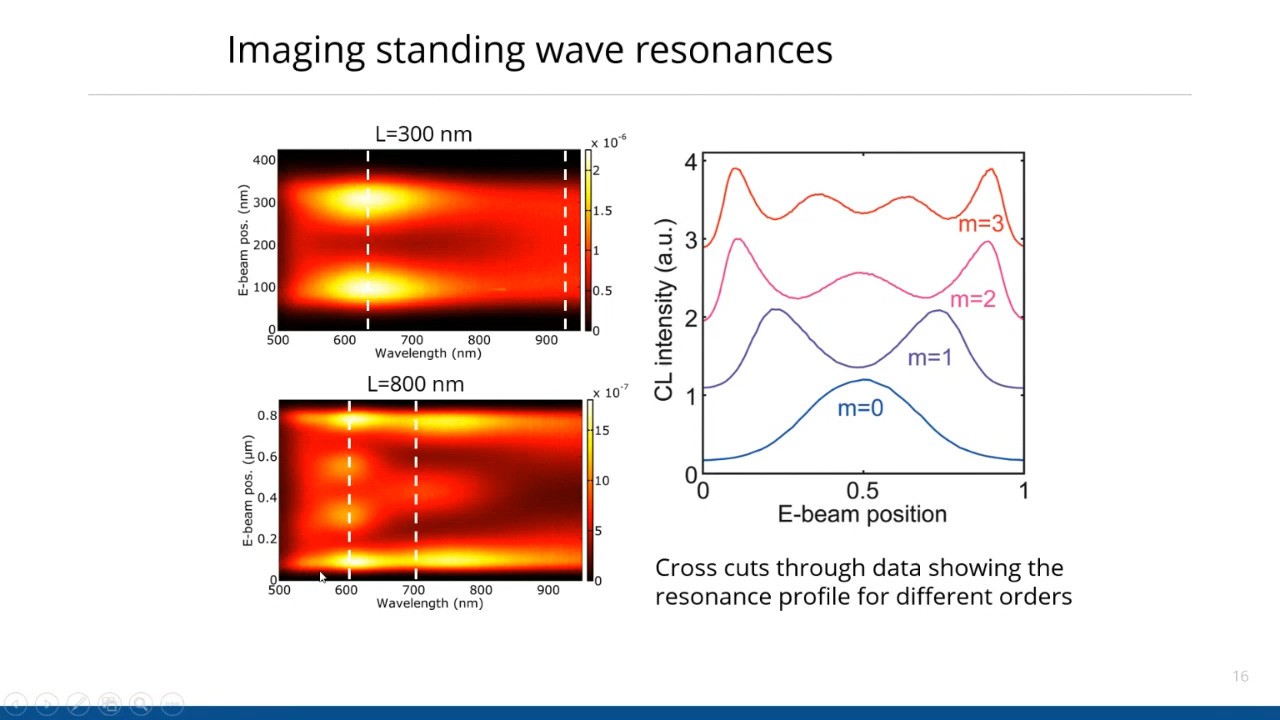 Imaging standing wave resonances
L=300 nm
x 10-6
400
300
200
100
0
E-beam pos. (nm)
2
1.5
1
0.5
0
500 600 700 800 900
Wavelength (nm)
L=800 nm
x 10-7
0.8
0.6
0.4
0.2
0
E-beam pos. (µm)
15
10
5
0
500 600 700 800 900
Wavelength (nm)
4
3
2
1
0
CL intensity (a.u.)
m=3
m=2
m=1
m=0
0 0.5 1
E-beam position
Cross cuts through data showing the
resonance profile for different orders
16